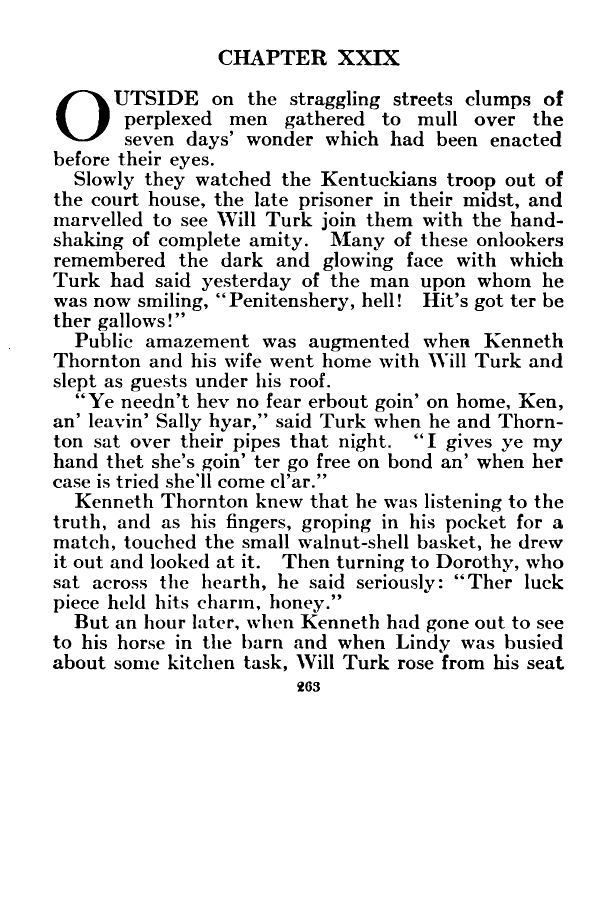 CHAPTER XXIX
OUTSIDE on the straggling streets clumps of
perplexed men gathered to mull over the
seven days' wonder which had been enacted
before their eyes.
Slowly they watched the Kentuckians troop out of
the court house, the late prisoner in their midst, and
marvelled to see Will Turk join them with the hand-
shaking of complete amity. Many of these onlookers
remembered the dark and glowing face with which
Turk had said yesterday of the man upon whom he
was now smiling, "Penitenshery, hell! Hit's got ter be
ther gallows!"
Public amazement was augmented when Kenneth
Thornton and his wife went home with Will Turk and
slept as guests under his roof.
"Ye needn't hev no fear erbout goin' on home, Ken,
an' leavin' Sally hyar," said Turk when he and Thorn-
ton sat over their pipes that night. "I gives ye my
hand thet she's goin' ter go free on bond an' when her
case is tried she'll come cl'ar."
Kenneth Thornton knew that he was listening to the
truth, and as his fingers, groping in his pocket for a
match, touched the small walnut-shell basket, he drew
it out and looked at it. Then turning to Dorothy, who
sat across the hearth, he said seriously: "Ther luck
piece held hits charm, honey."
But an hour later, when Kenneth had gone out to see
to his horse in the barn and when Lindy was busied
about some kitchen task, Will Turk rose from his seat
263